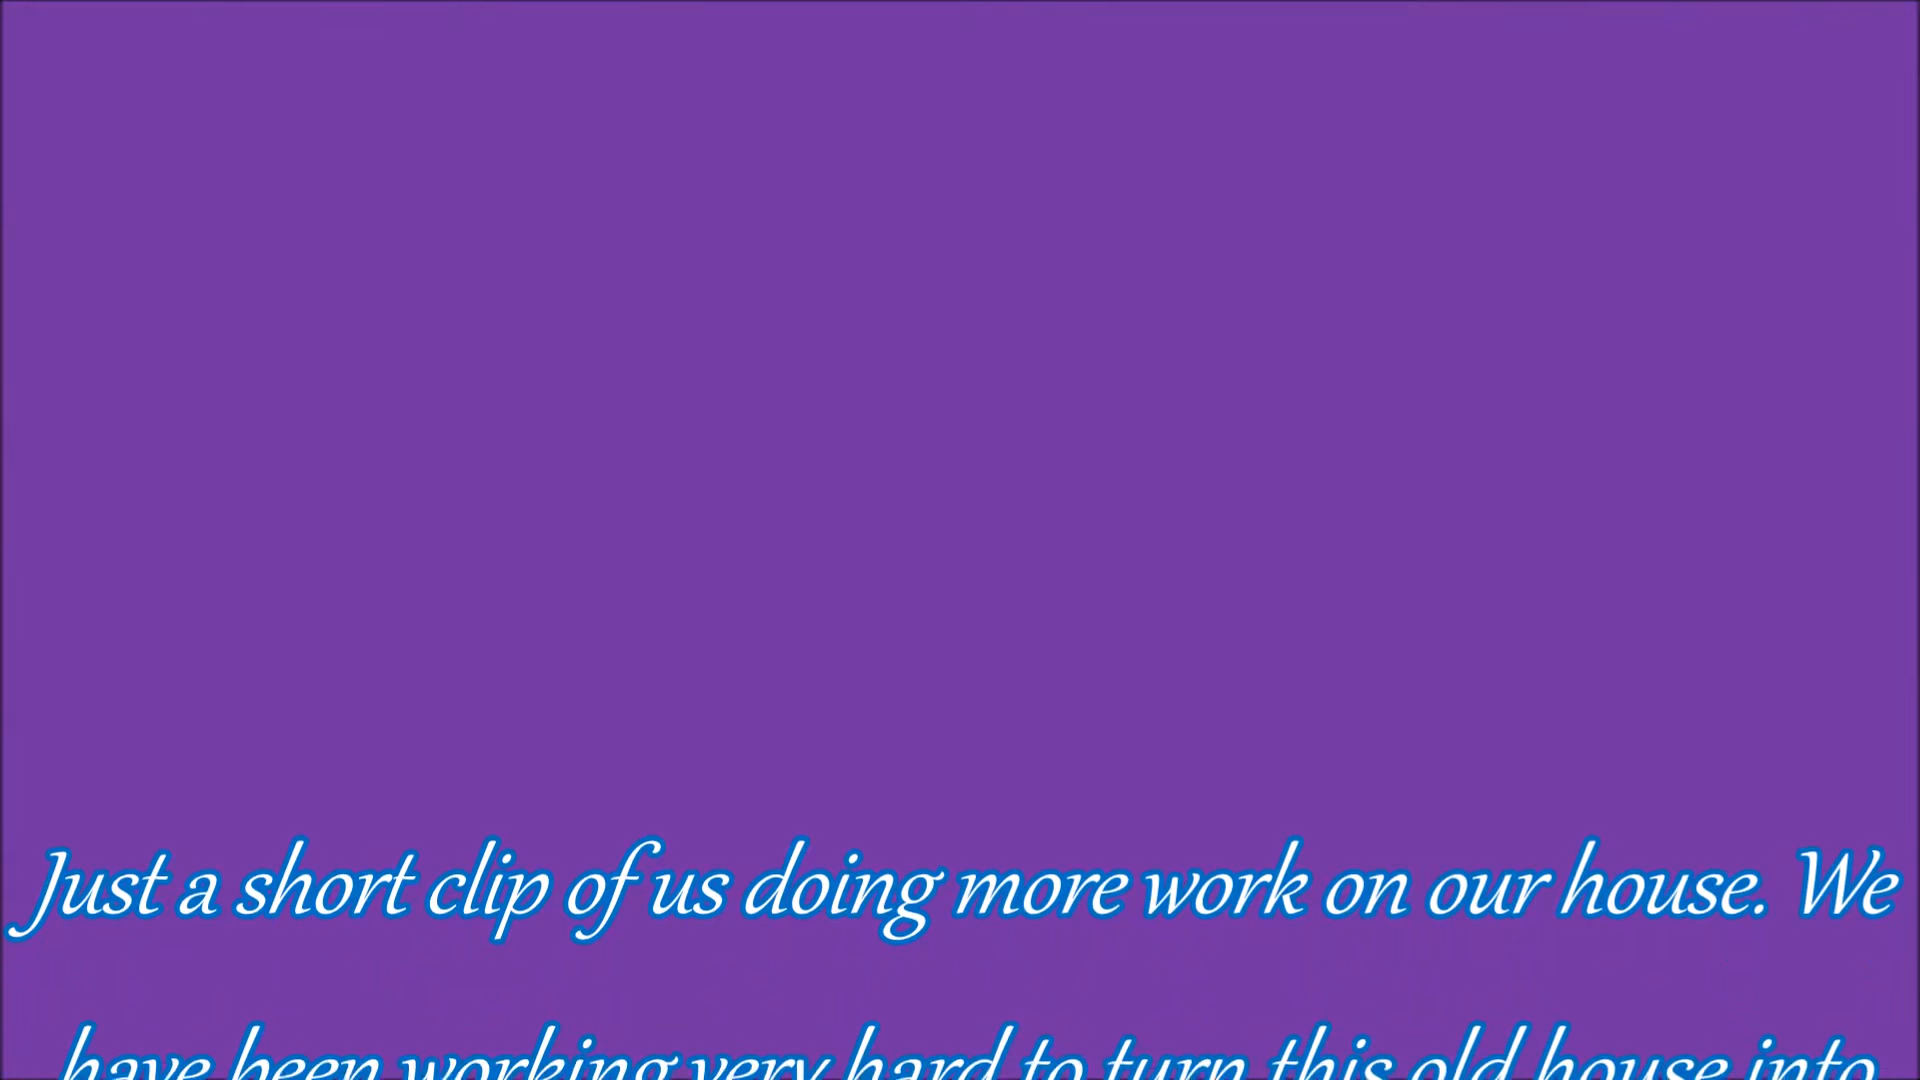 Just a short clip of us doing more work on our house. We
have been working very hard to turn this old house into